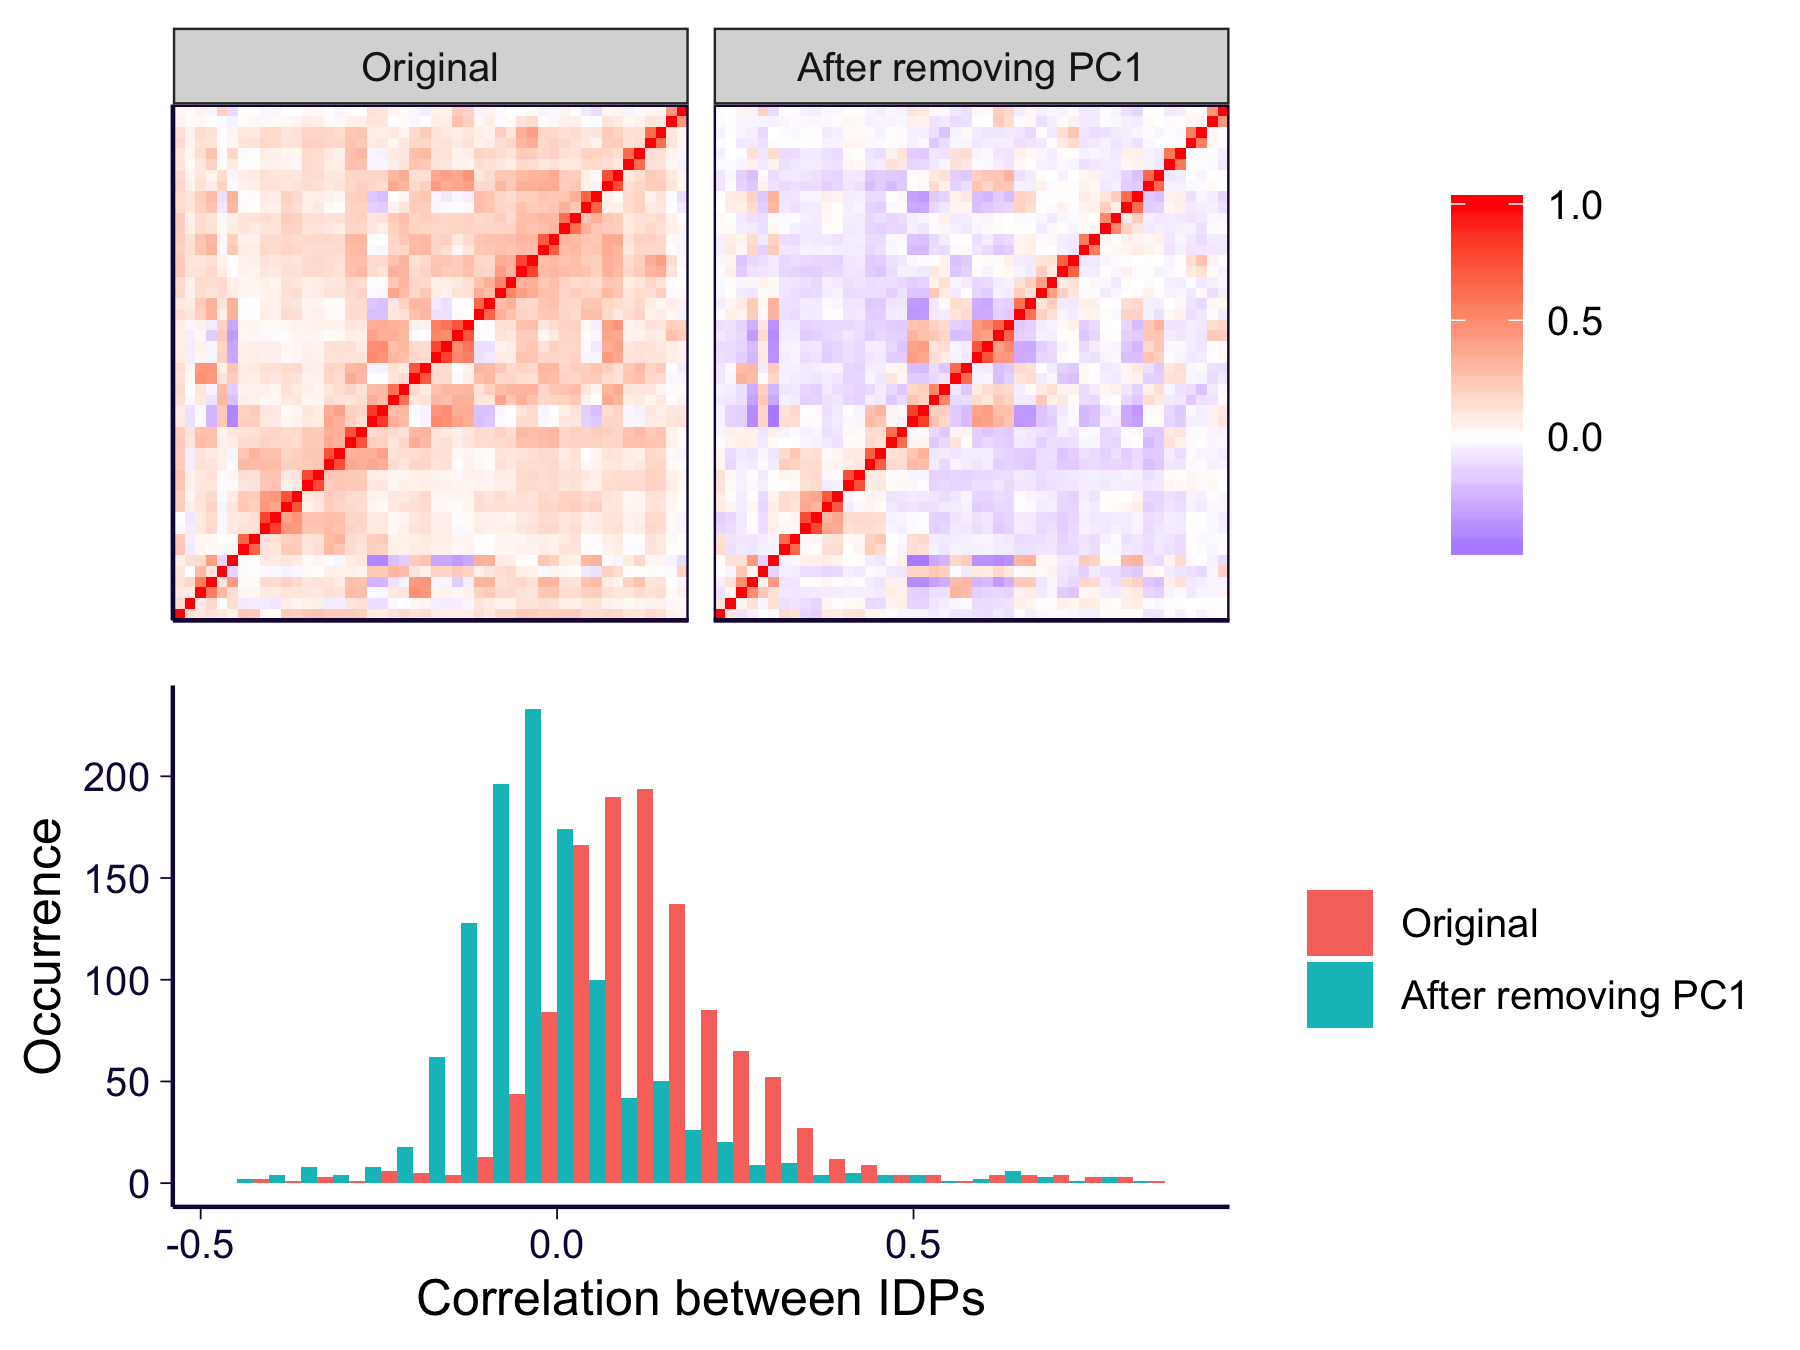 Original
After removing PC1
1.0
0.5
0.0
Occurrence
200
150
100
50
0
-0.5
0.0
0.5
Correlation between IDPs
Original
After removing PC1